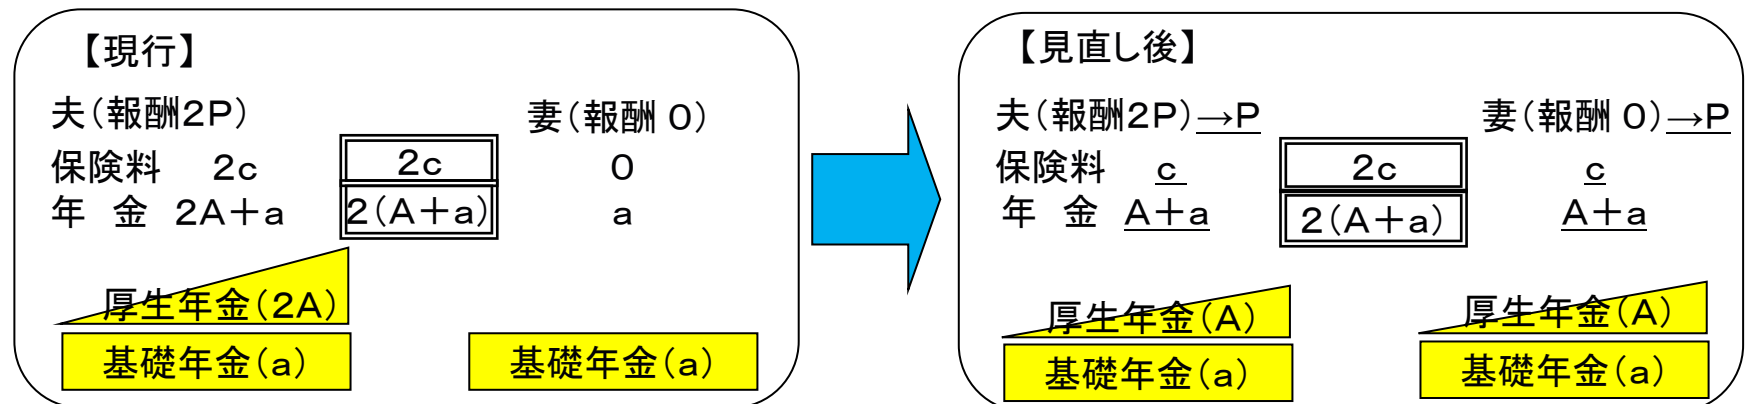 【現行】
夫(報酬2P) 妻(報酬 0)
保険料 2c 2c 0
年 金 2A+a 2(A+a) a
厚生年金(2A)
基礎年金(a) 基礎年金(a)
【見直し後】
夫(報酬2P)→P 妻(報酬 0)→P
保険料 c 2c c
年 金 A+a 2(A+a) A+a
厚生年金(A) 厚生年金(A)
基礎年金(a) 基礎年金(a)